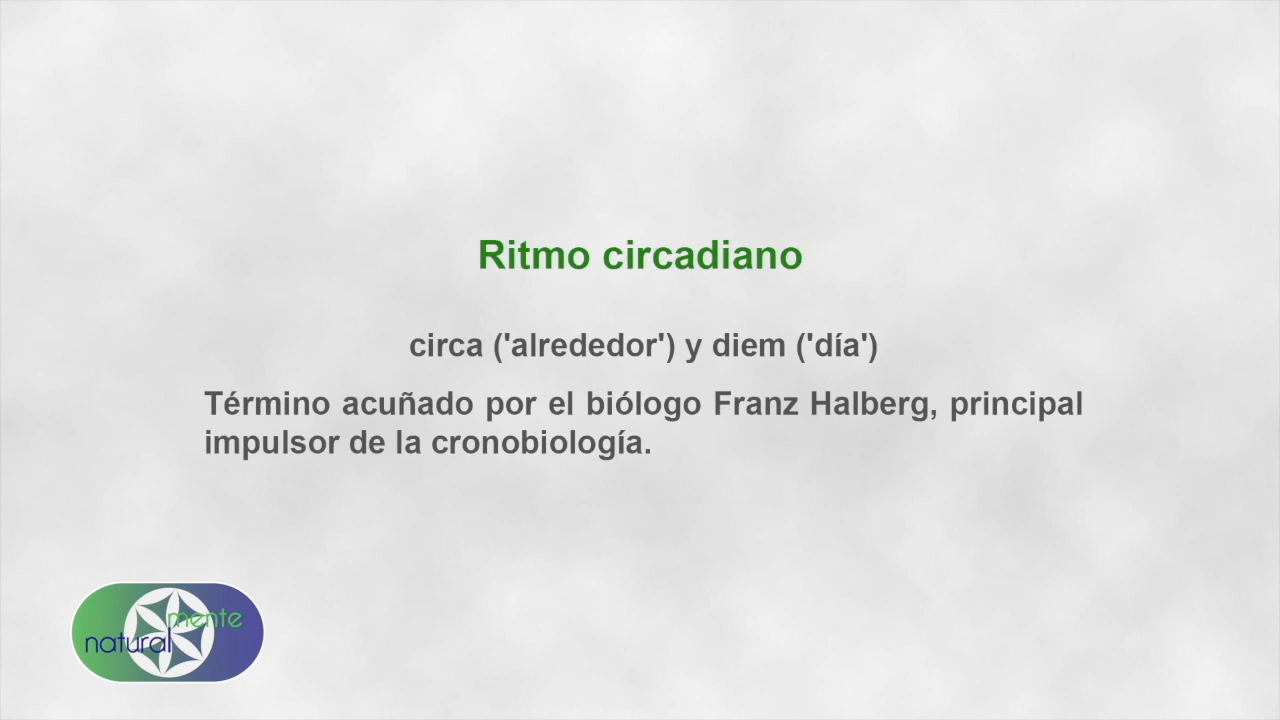 Ritmo circadiano
circa ('alrededor') y diem ('día')
Término acuñado por el biólogo Franz Halberg, principal
impulsor de la cronobiología.
mente
natural